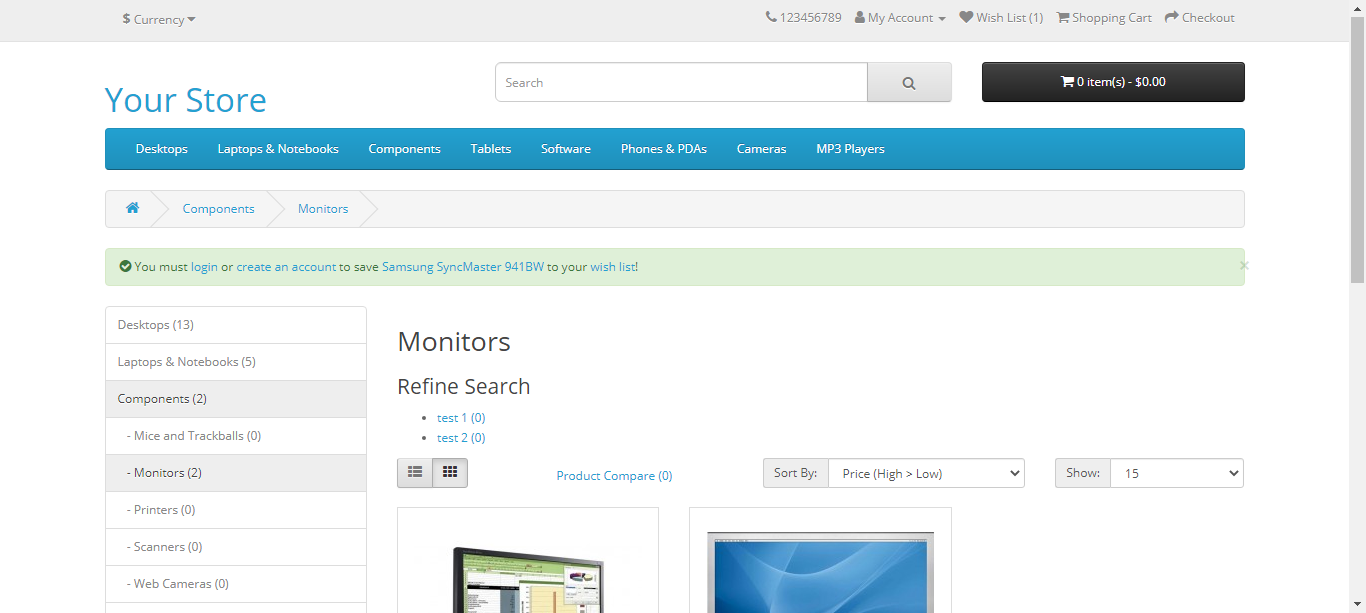 $ Currency
123456789 My Account Wish List (1) Shopping Cart Checkout
Your Store
Search
0 item(s) - $0.00
Desktops Laptops & Notebooks Components Tablets Software Phones & PDAs Cameras MP3 Players
Components Monitors
You must login or create an account to save Samsung SyncMaster 941BW to your wish list!
×
Desktops (13)
Laptops & Notebooks (5)
Components (2)
- Mice and Trackballs (0)
- Monitors (2)
- Printers (0)
- Scanners (0)
- Web Cameras (0)
Monitors
Refine Search
test 1 (0)
test 2 (0)
Product Compare (0)
Sort By: Price (High > Low)
Show: 15